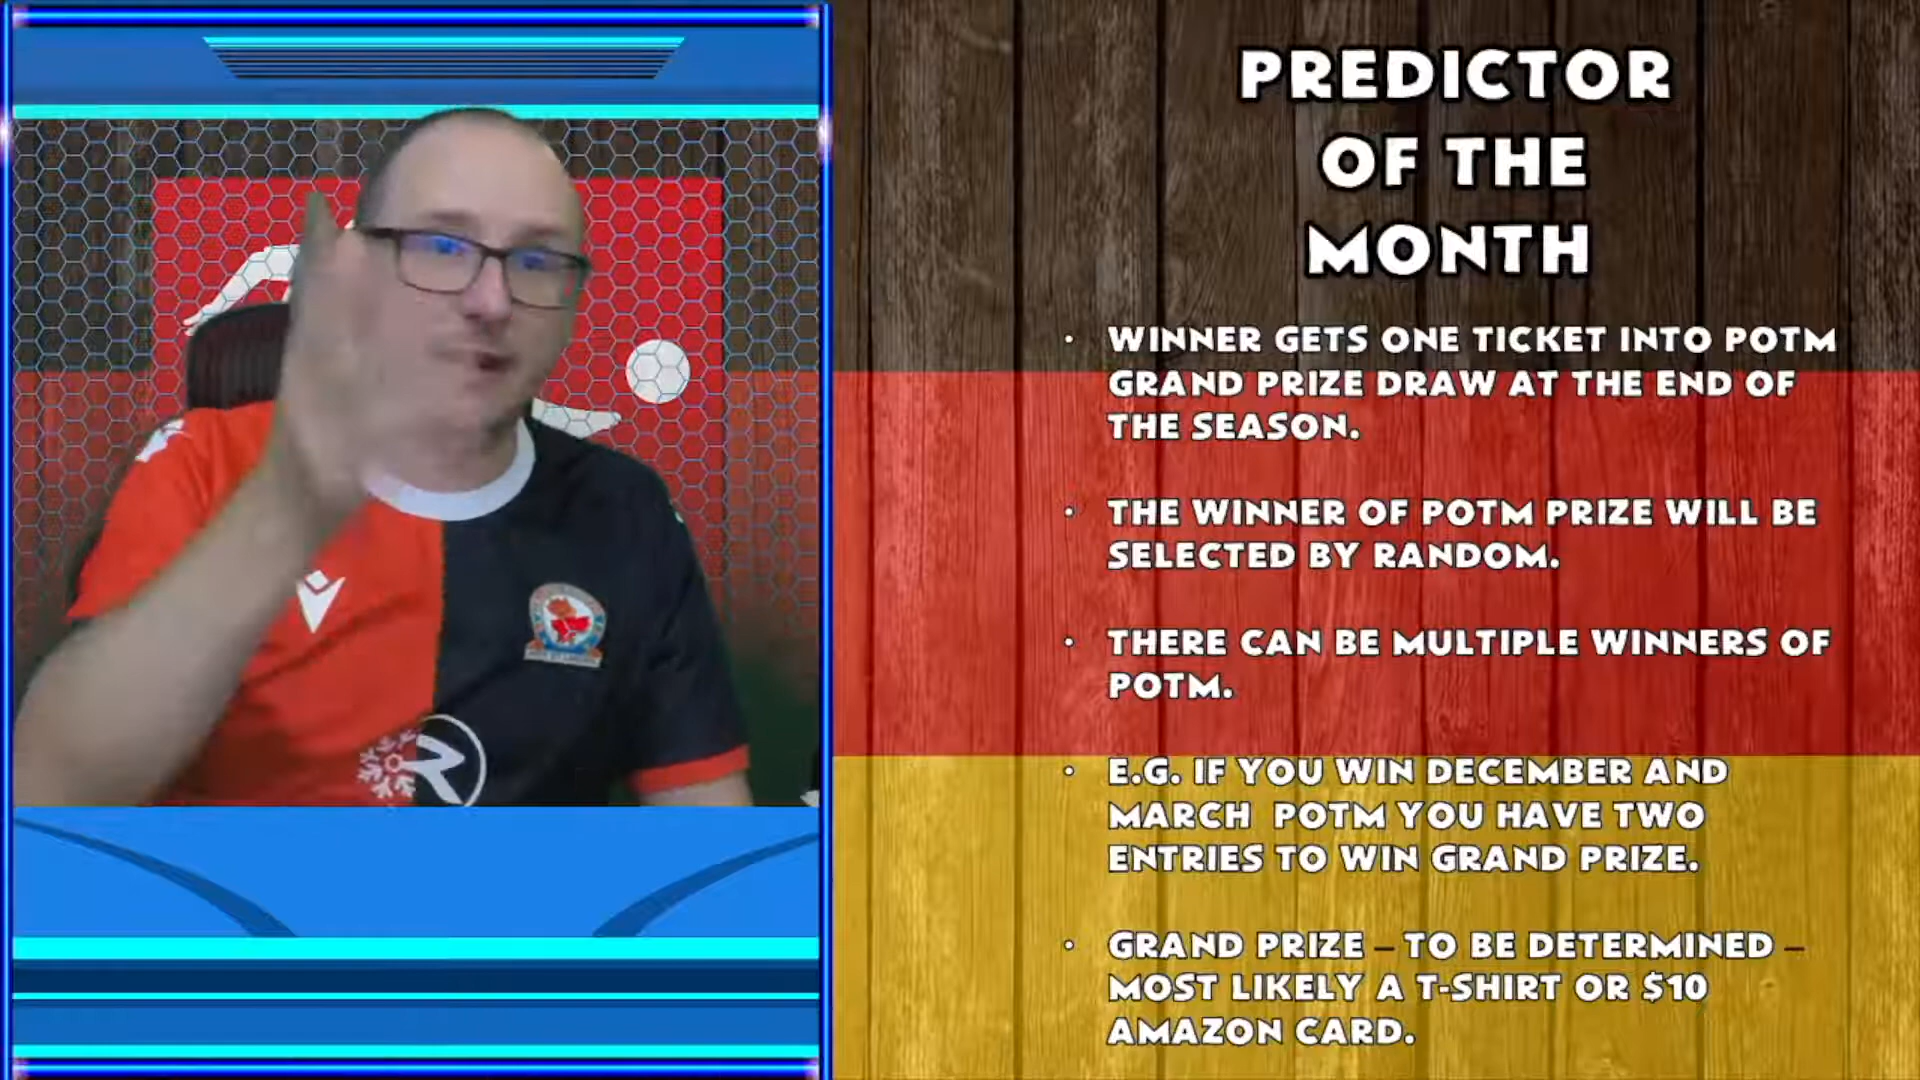 PREDICTOR
OF THE
MONTH
• WINNER GETS ONE TICKET INTO POTM
GRAND PRIZE DRAW AT THE END OF
THE SEASON.
• THE WINNER OF POTM PRIZE WILL BE
SELECTED BY RANDOM.
• THERE CAN BE MULTIPLE WINNERS OF
POTM.
• E.G. IF YOU WIN DECEMBER AND
MARCH POTM YOU HAVE TWO
ENTRIES TO WIN GRAND PRIZE.
• GRAND PRIZE – TO BE DETERMINED –
MOST LIKELY A T-SHIRT OR $10
AMAZON CARD.
R